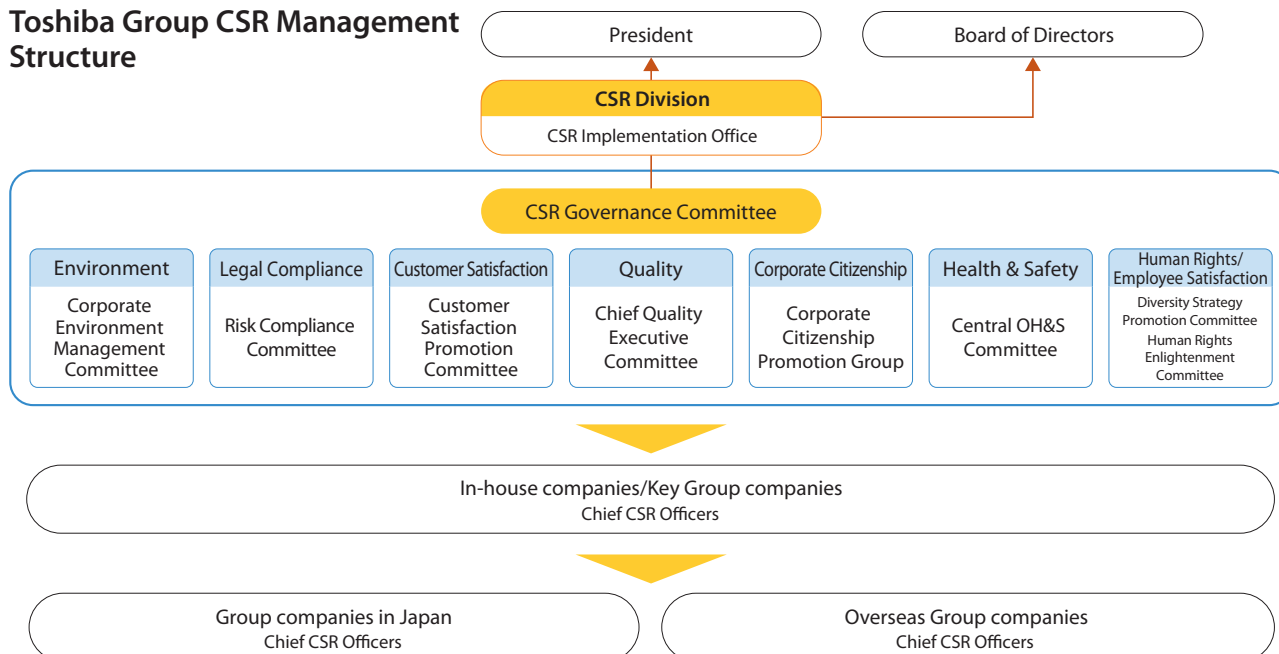 Toshiba Group CSR Management
Structure
President
Board of Directors
CSR Division
CSR Implementation Office
CSR Governance Committee
Environment
Corporate
Environment
Management
Committee
Legal Compliance
Risk Compliance
Committee
Customer Satisfaction
Customer
Satisfaction
Promotion
Committee
Quality
Chief Quality
Executive
Committee
Corporate Citizenship
Corporate
Citizenship
Promotion Group
Health & Safety
Central OH&S
Committee
Human Rights/
Employee Satisfaction
Diversity Strategy
Promotion Committee
Human Rights
Enlightenment
Committee
In-house companies/Key Group companies
Chief CSR Officers
Group companies in Japan
Chief CSR Officers
Overseas Group companies
Chief CSR Officers